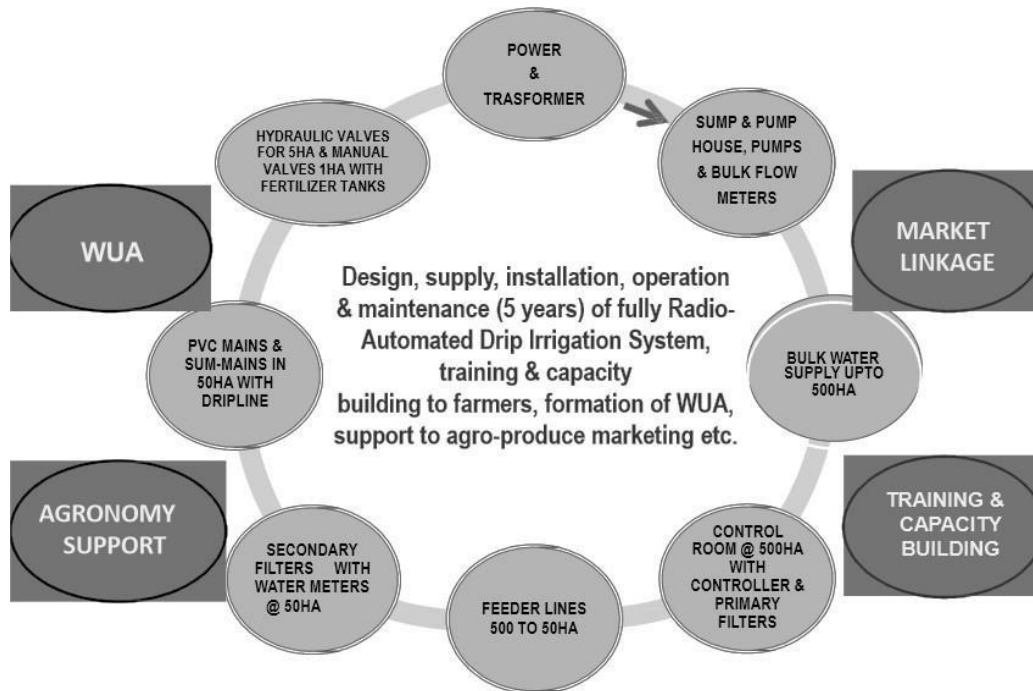 POWER
&
TRASFORMER
SUMP & PUMP
HOUSE, PUMPS
& BULK FLOW
METERS
MARKET
LINKAGE
BULK WATER
SUPPLY UPTO
500HA
TRAINING &
CAPACITY
BUILDING
CONTROL
ROOM @ 500HA
WITH
CONTROLLER &
PRIMARY
FILTERS
FEEDER LINES
500 TO 50HA
SECONDARY
FILTERS WITH
WATER METERS
@ 50HA
AGRONOMY
SUPPORT
PVC MAINS &
SUM-MAINS IN
50HA WITH
DRIPLINE
WUA
HYDRAULIC VALVES
FOR 5HA & MANUAL
VALVES 1HA WITH
FERTILIZER TANKS
Design, supply, installation, operation
& maintenance (5 years) of fully Radio-
Automated Drip Irrigation System,
training & capacity
building to farmers, formation of WUA,
support to agro-produce marketing etc.